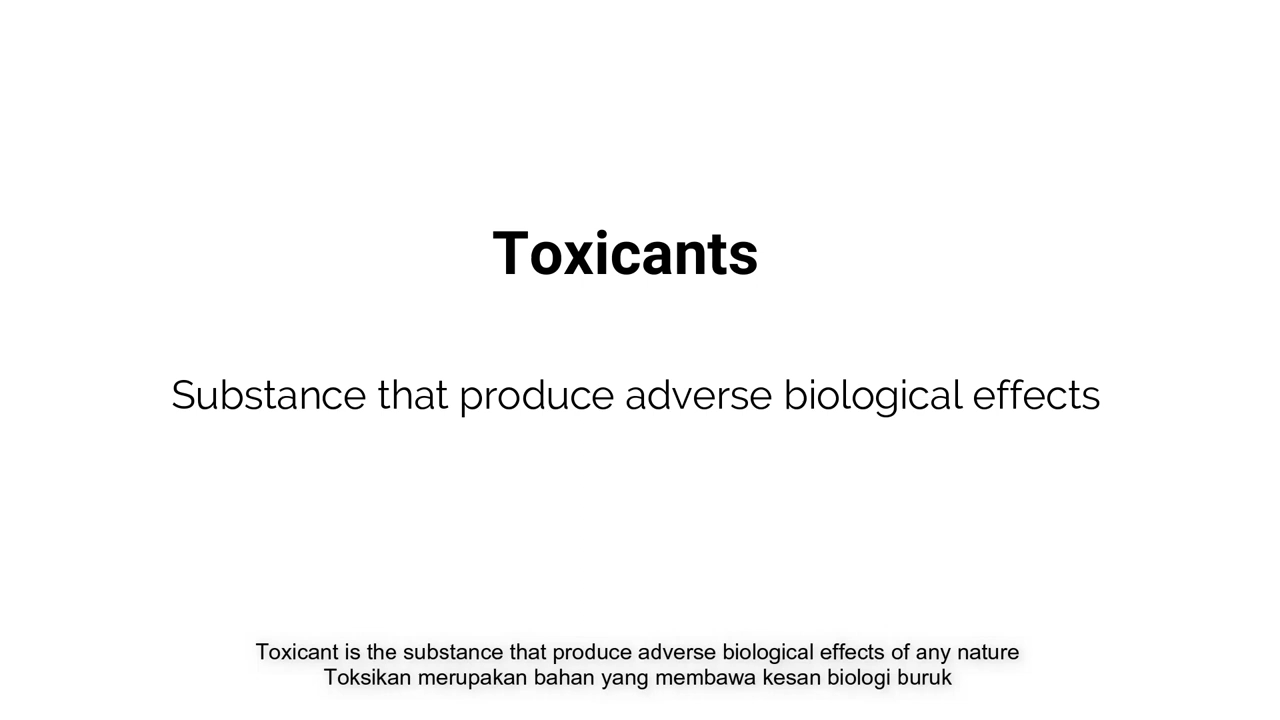 Toxicants
Substance that produce adverse biological effects
Toxicant is the substance that produce adverse biological effects of any nature
Toksikan merupakan bahan yang membawa kesan biologi buruk